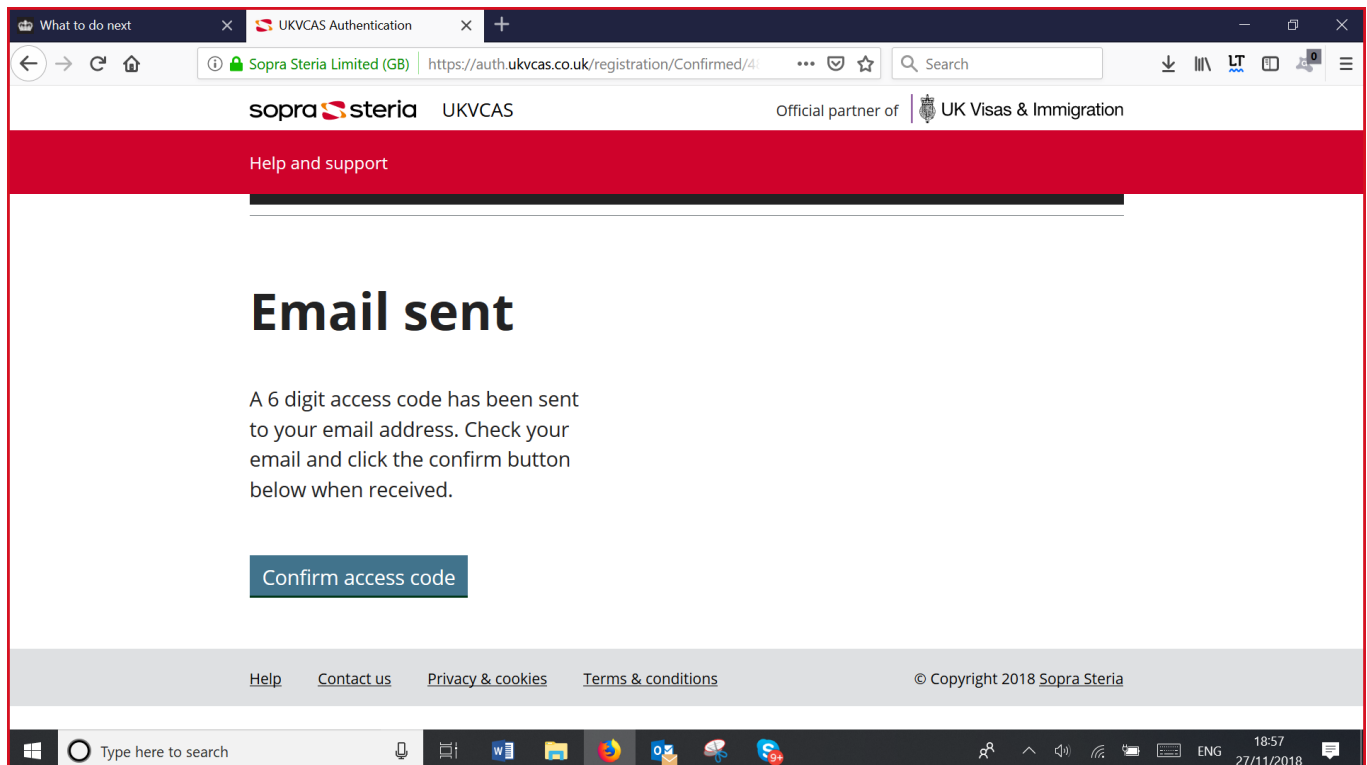 What to do next
UKVCAS Authentication
Sopra Steria Limited (GB) https://auth.ukvcas.co.uk/registration/Confirmed/4
Search
0
sopra steria UKVCAS
Official partner of UK Visas & Immigration
Help and support
Email sent
A 6 digit access code has been sent
to your email address. Check your
email and click the confirm button
below when received.
Confirm access code
Help Contact us Privacy & cookies Terms & conditions © Copyright 2018 Sopra Steria
Type here to search
9+
ENG
18:57
27/11/2018